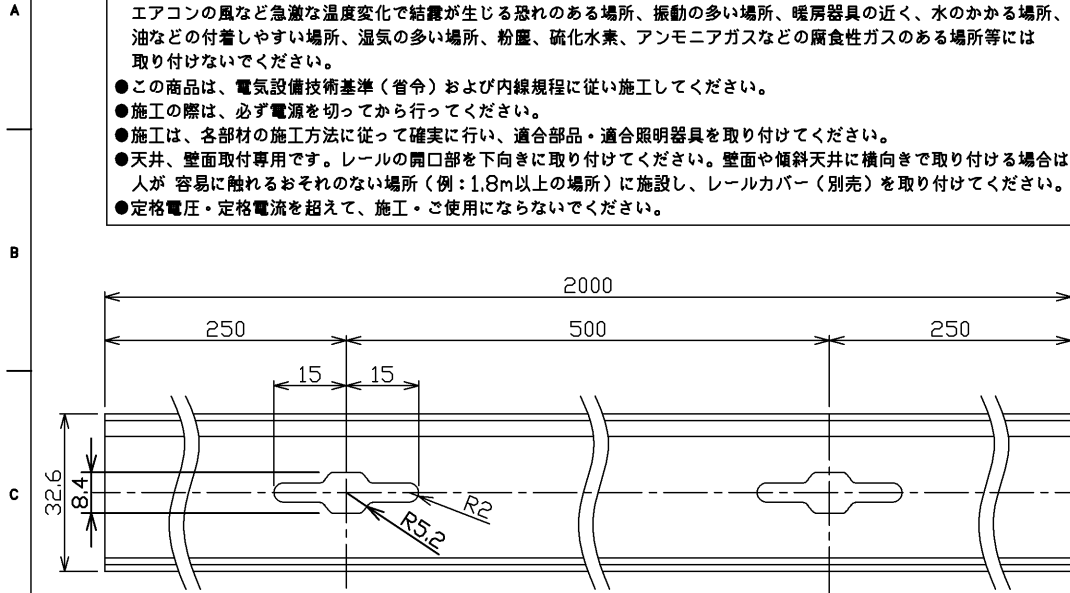 A
エアコンの風など急激な温度変化で結露が生じる恐れのある場所、振動の多い場所、暖房器具の近く、水のかかる場所、
油などの付着しやすい場所、湿気の多い場所、粉塵、硫化水素、アンモニアガスなどの腐食性ガスのある場所等には
取り付けないでください。
●この商品は、電気設備技術基準（省令）および内線規程に従い施工してください。
●施工の際は、必ず電源を切ってから行ってください。
●施工は、各部材の施工方法に従って確実に行い、適合部品・適合照明器具を取り付けてください。
●天井、壁面取付専用です。レールの開口部を下向きに取り付けてください。壁面や傾斜天井に横向きで取り付ける場合は
人が 容易に触れるおそれのない場所（例：1.8m以上の場所）に施設し、レールカバー（別売）を取り付けてください。
●定格電圧・定格電流を超えて、施工・ご使用にならないでください。
B
2000
250 500 250
15 15
C
32.6
8.4
R2
R5.2